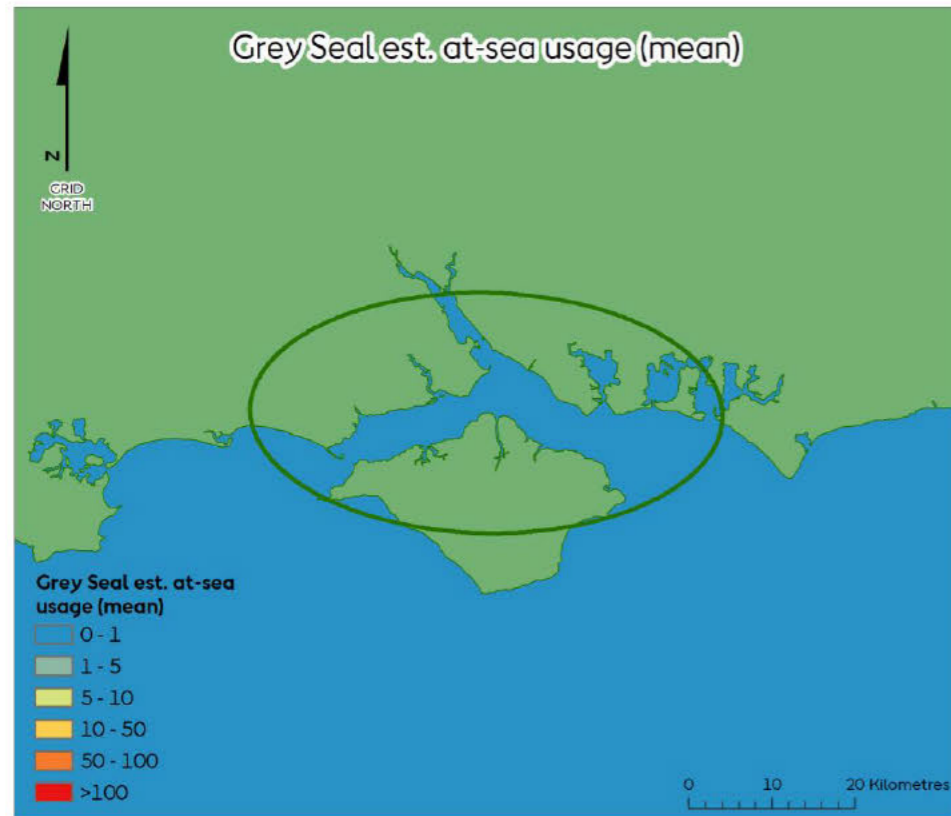 Grey Seal est. at-sea usage (mean)
N
GRID
NORTH
Grey Seal est. at-sea
usage (mean)
0 - 1
1 - 5
5 - 10
10 - 50
50 - 100
>100
0 10 20 Kilometres